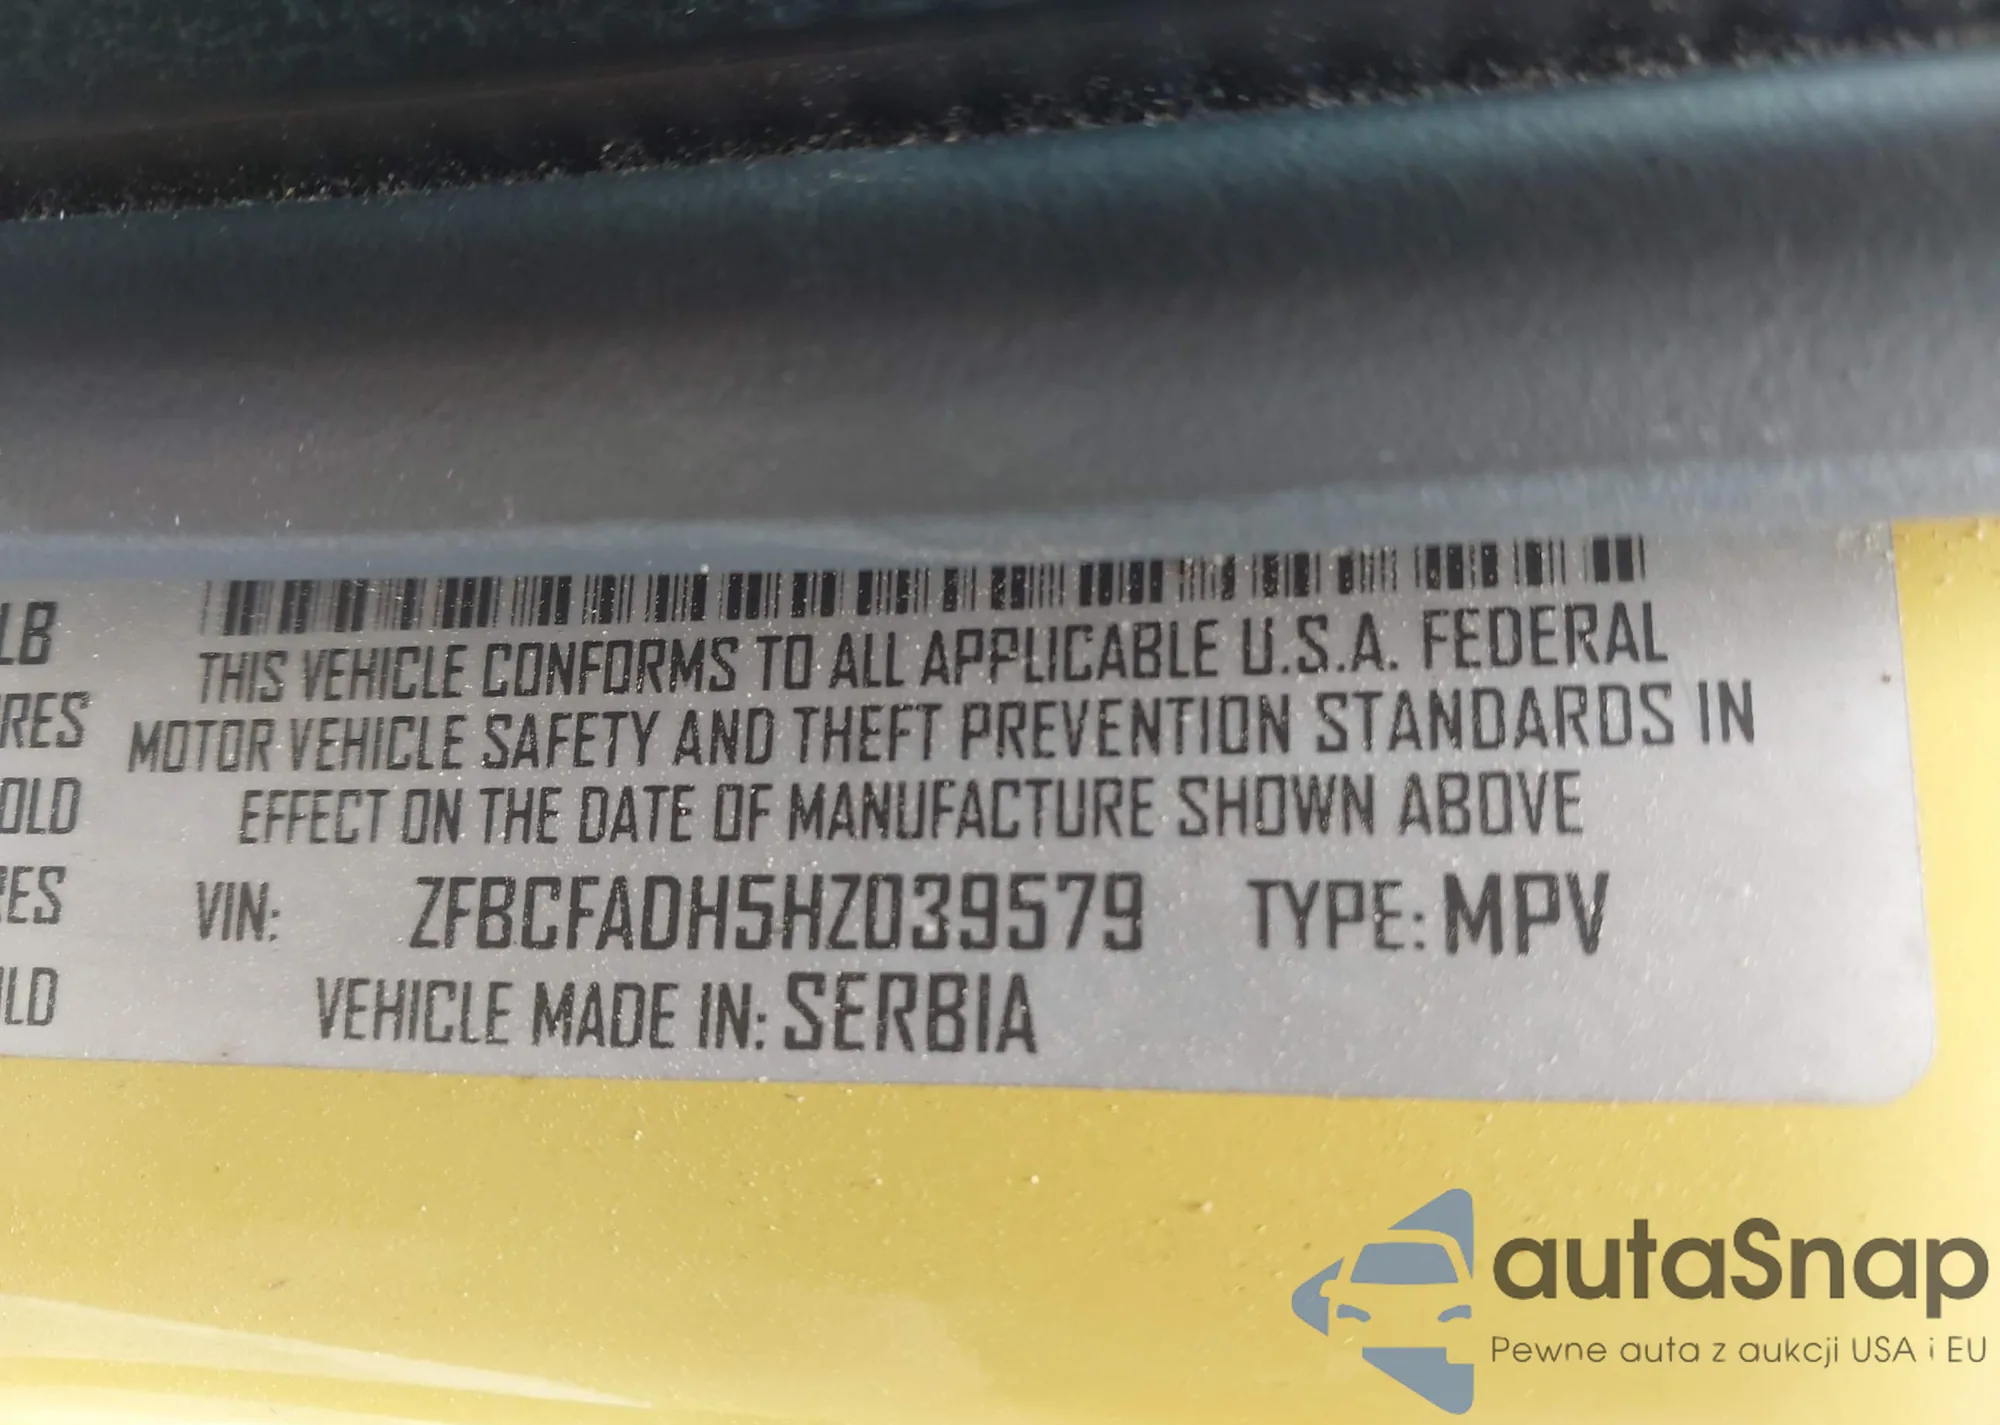 LB
THIS VEHICLE CONFORMS TO ALL APPLICABLE U.S.A. FEDERAL
RES
MOTOR VEHICLE SAFETY AND THEFT PREVENTION STANDARDS IN
OLD
EFFECT ON THE DATE OF MANUFACTURE SHOWN ABOVE
RES
VIN: ZFBCFADH5HZ039579 TYPE: MPV
OLD
VEHICLE MADE IN: SERBIA
autaSnap
Pewne auta z aukcji USA i EU